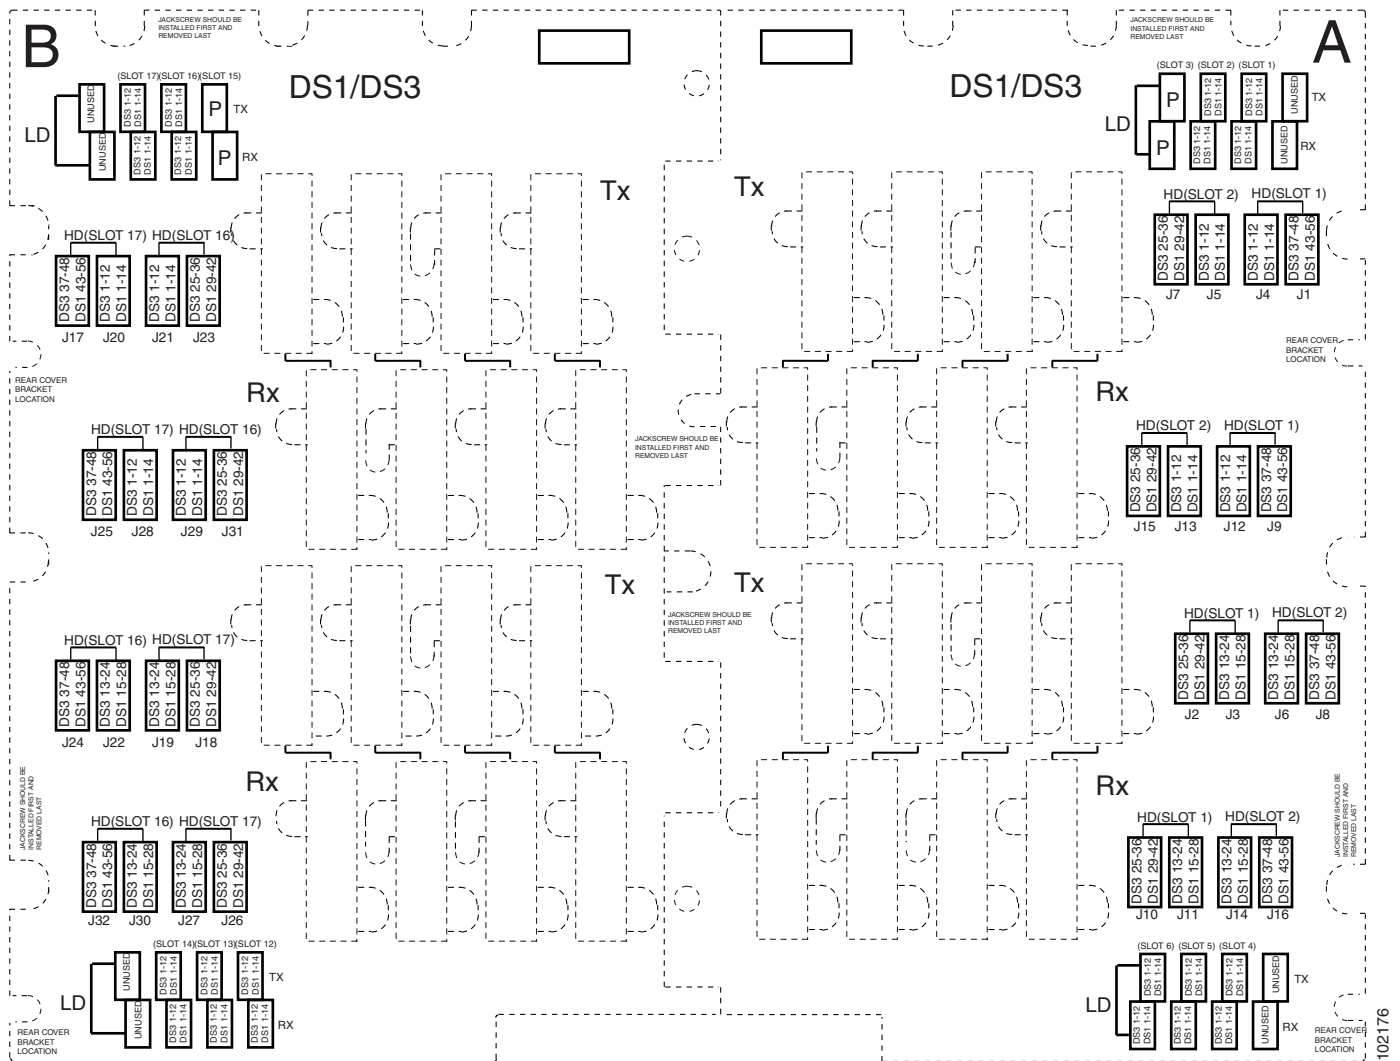 B
JACKSCREW SHOULD BE
INSTALLED FIRST AND
REMOVED LAST
DS1/DS3
(SLOT 17)(SLOT 16)(SLOT 15)
UNUSED
DS3 1-12
DS1 1-14
DS3 1-12
DS1 1-14
P
TX
LD
UNUSED
DS3 1-12
DS1 1-14
DS3 1-12
DS1 1-14
P
RX
Tx
HD(SLOT 17) HD(SLOT 16)
DS3 37-48
DS1 43-56
DS3 1-12
DS1 1-14
DS3 1-12
DS1 1-14
DS3 25-36
DS1 29-42
J17 J20 J21 J23
REAR COVER
BRACKET
LOCATION
Rx
HD(SLOT 17) HD(SLOT 16)
DS3 37-48
DS1 43-56
DS3 1-12
DS1 1-14
DS3 1-12
DS1 1-14
DS3 25-36
DS1 29-42
J25 J28 J29 J31
JACKSCREW SHOULD BE
INSTALLED FIRST AND
REMOVED LAST
Tx
HD(SLOT 16) HD(SLOT 17)
DS3 37-48
DS1 43-56
DS3 13-24
DS1 15-28
DS3 13-24
DS1 15-28
DS3 25-36
DS1 29-42
J24 J22 J19 J18
JACKSCREW SHOULD BE
INSTALLED FIRST AND
REMOVED LAST
Rx
HD(SLOT 16) HD(SLOT 17)
DS3 37-48
DS1 43-56
DS3 13-24
DS1 15-28
DS3 13-24
DS1 15-28
DS3 25-36
DS1 29-42
J32 J30 J27 J26
(SLOT 14)(SLOT 13)(SLOT 12)
UNUSED
DS3 1-12
DS1 1-14
DS3 1-12
DS1 1-14
DS3 1-12
DS1 1-14
TX
LD
UNUSED
DS3 1-12
DS1 1-14
DS3 1-12
DS1 1-14
DS3 1-12
DS1 1-14
RX
REAR COVER
BRACKET
LOCATION
JACKSCREW SHOULD BE
INSTALLED FIRST AND
REMOVED LAST
A
DS1/DS3
(SLOT 3) (SLOT 2) (SLOT 1)
P
DS3 1-12
DS1 1-14
DS3 1-12
DS1 1-14
UNUSED
TX
LD
P
DS3 1-12
DS1 1-14
DS3 1-12
DS1 1-14
UNUSED
RX
Tx
HD(SLOT 2) HD(SLOT 1)
DS3 25-36
DS1 29-42
DS3 1-12
DS1 1-14
DS3 1-12
DS1 1-14
DS3 37-48
DS1 43-56
J7 J5 J4 J1
REAR COVER
BRACKET
LOCATION
Rx
HD(SLOT 2) HD(SLOT 1)
DS3 25-36
DS1 29-42
DS3 1-12
DS1 1-14
DS3 1-12
DS1 1-14
DS3 37-48
DS1 43-56
J15 J13 J12 J9
Tx
JACKSCREW SHOULD BE
INSTALLED FIRST AND
REMOVED LAST
HD(SLOT 1) HD(SLOT 2)
DS3 25-36
DS1 29-42
DS3 13-24
DS1 15-28
DS3 13-24
DS1 15-28
DS3 37-48
DS1 43-56
J2 J3 J6 J8
Rx
JACKSCREW SHOULD BE
INSTALLED FIRST AND
REMOVED LAST
HD(SLOT 1) HD(SLOT 2)
DS3 25-36
DS1 29-42
DS3 13-24
DS1 15-28
DS3 13-24
DS1 15-28
DS3 37-48
DS1 43-56
J10 J11 J14 J16
(SLOT 6) (SLOT 5) (SLOT 4)
DS3 1-12
DS1 1-14
DS3 1-12
DS1 1-14
DS3 1-12
DS1 1-14
UNUSED
TX
LD
DS3 1-12
DS1 1-14
DS3 1-12
DS1 1-14
DS3 1-12
DS1 1-14
UNUSED
RX
REAR COVER
BRACKET
LOCATION
102176